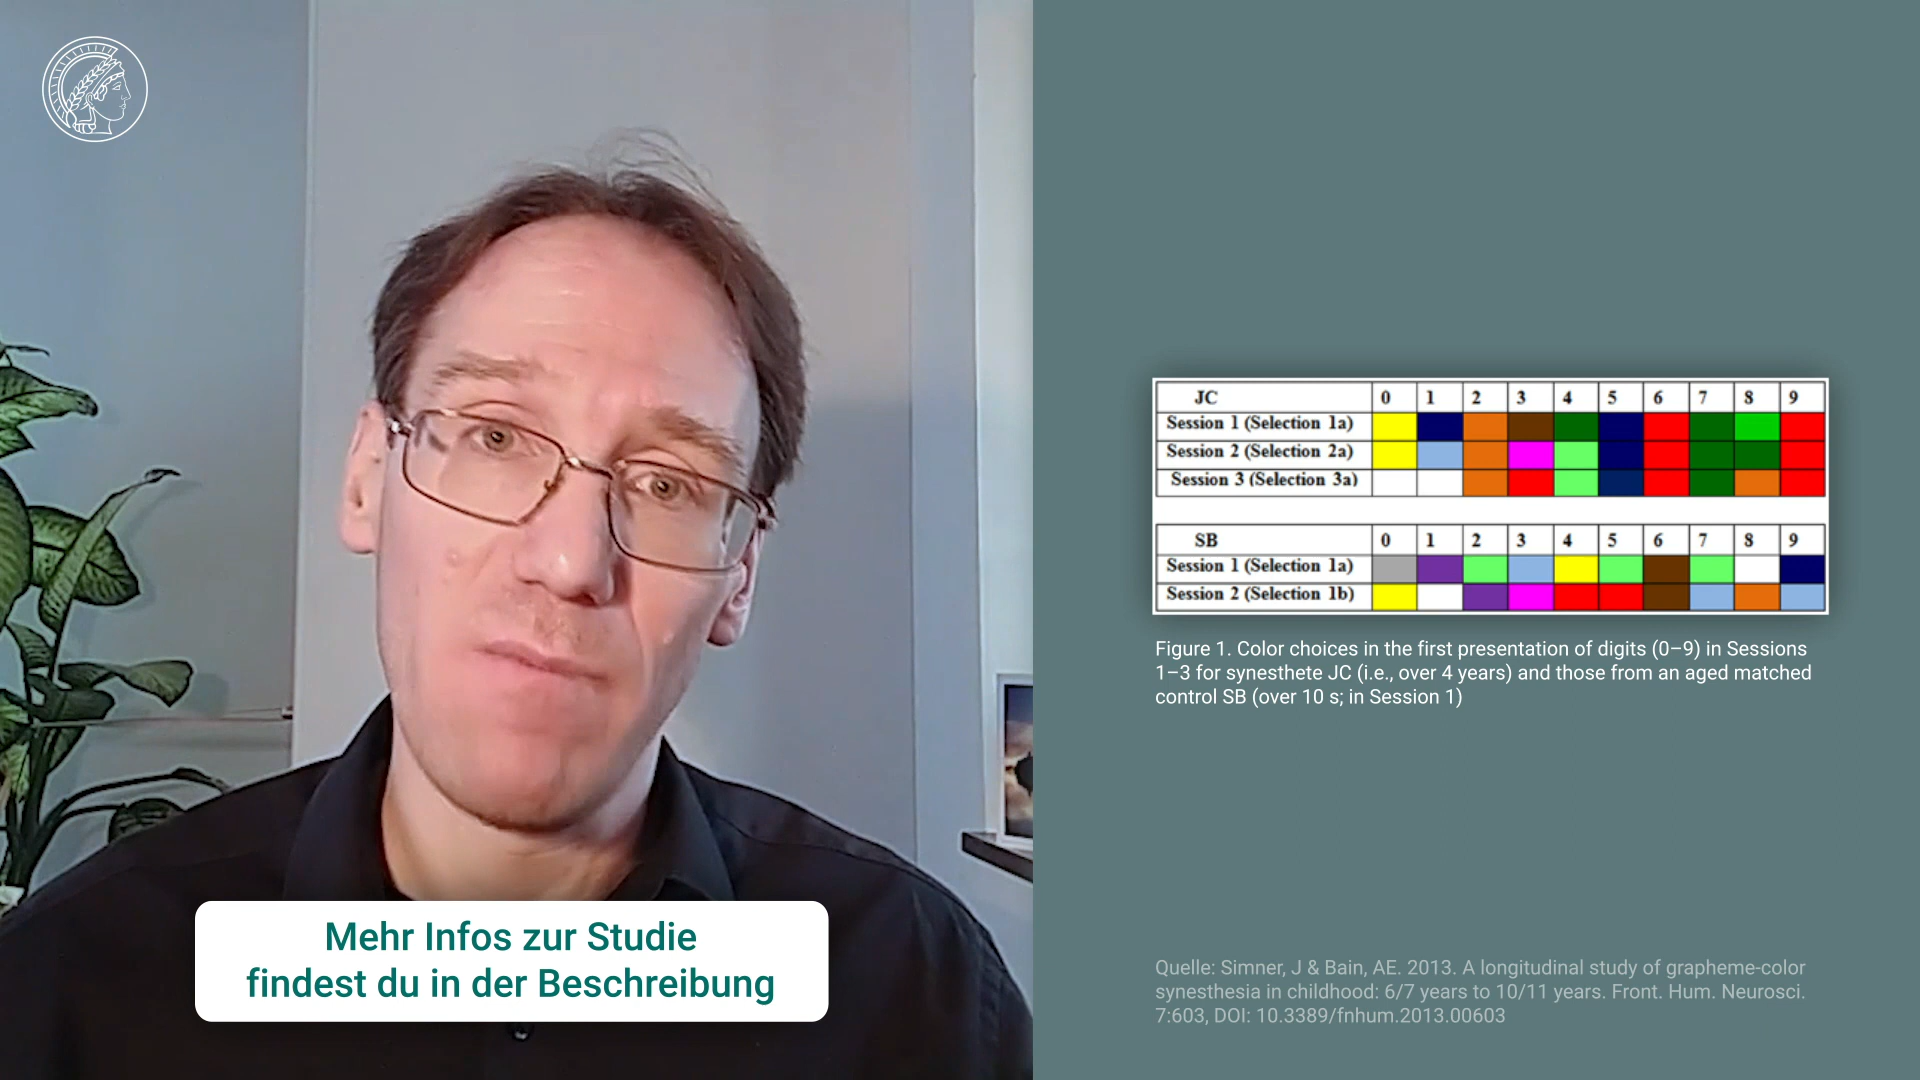 JC 0 1 2 3 4 5 6 7 8 9
Session 1 (Selection 1a)
Session 2 (Selection 2a)
Session 3 (Selection 3a)
SB 0 1 2 3 4 5 6 7 8 9
Session 1 (Selection 1a)
Session 2 (Selection 1b)
Figure 1. Color choices in the first presentation of digits (0–9) in Sessions
1–3 for synesthete JC (i.e., over 4 years) and those from an aged matched
control SB (over 10 s; in Session 1)
Mehr Infos zur Studie
findest du in der Beschreibung
Quelle: Simner, J & Bain, AE. 2013. A longitudinal study of grapheme-color
synesthesia in childhood: 6/7 years to 10/11 years. Front. Hum. Neurosci.
7:603, DOI: 10.3389/fnhum.2013.00603